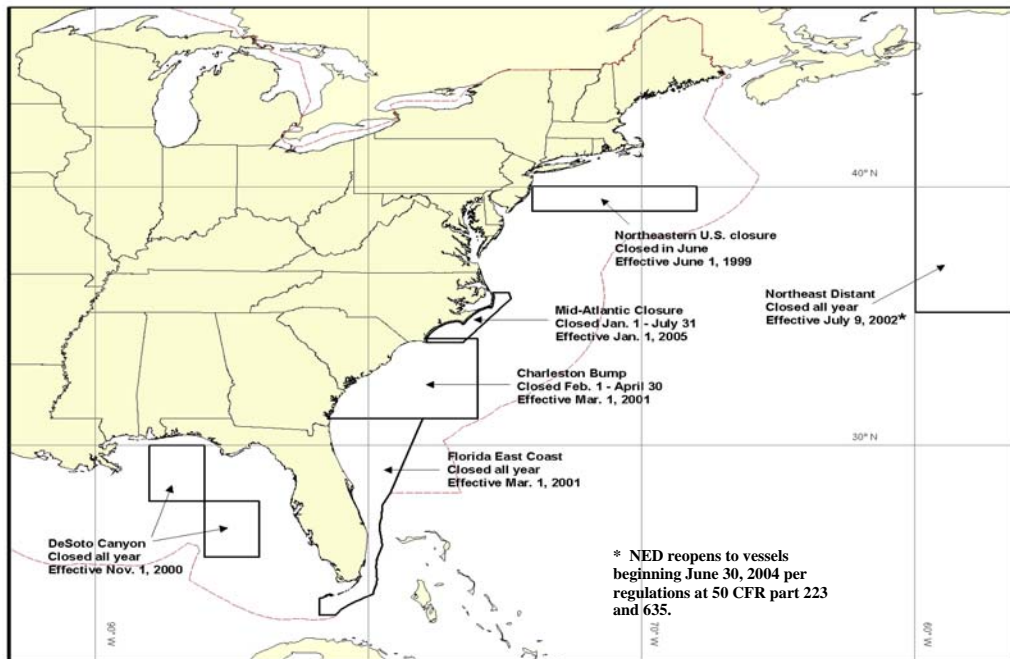 40° N
Northeastern U.S. closure
Closed in June
Effective June 1, 1999
Northeast Distant
Closed all year
Effective July 9, 2002*
Mid-Atlantic Closure
Closed Jan. 1 - July 31
Effective Jan. 1, 2005
Charleston Bump
Closed Feb. 1 - April 30
Effective Mar. 1, 2001
30° N
Florida East Coast
Closed all year
Effective Mar. 1, 2001
DeSoto Canyon
Closed all year
Effective Nov. 1, 2000
* NED reopens to vessels
beginning June 30, 2004 per
regulations at 50 CFR part 223
and 635.
90° W
70° W
60° W